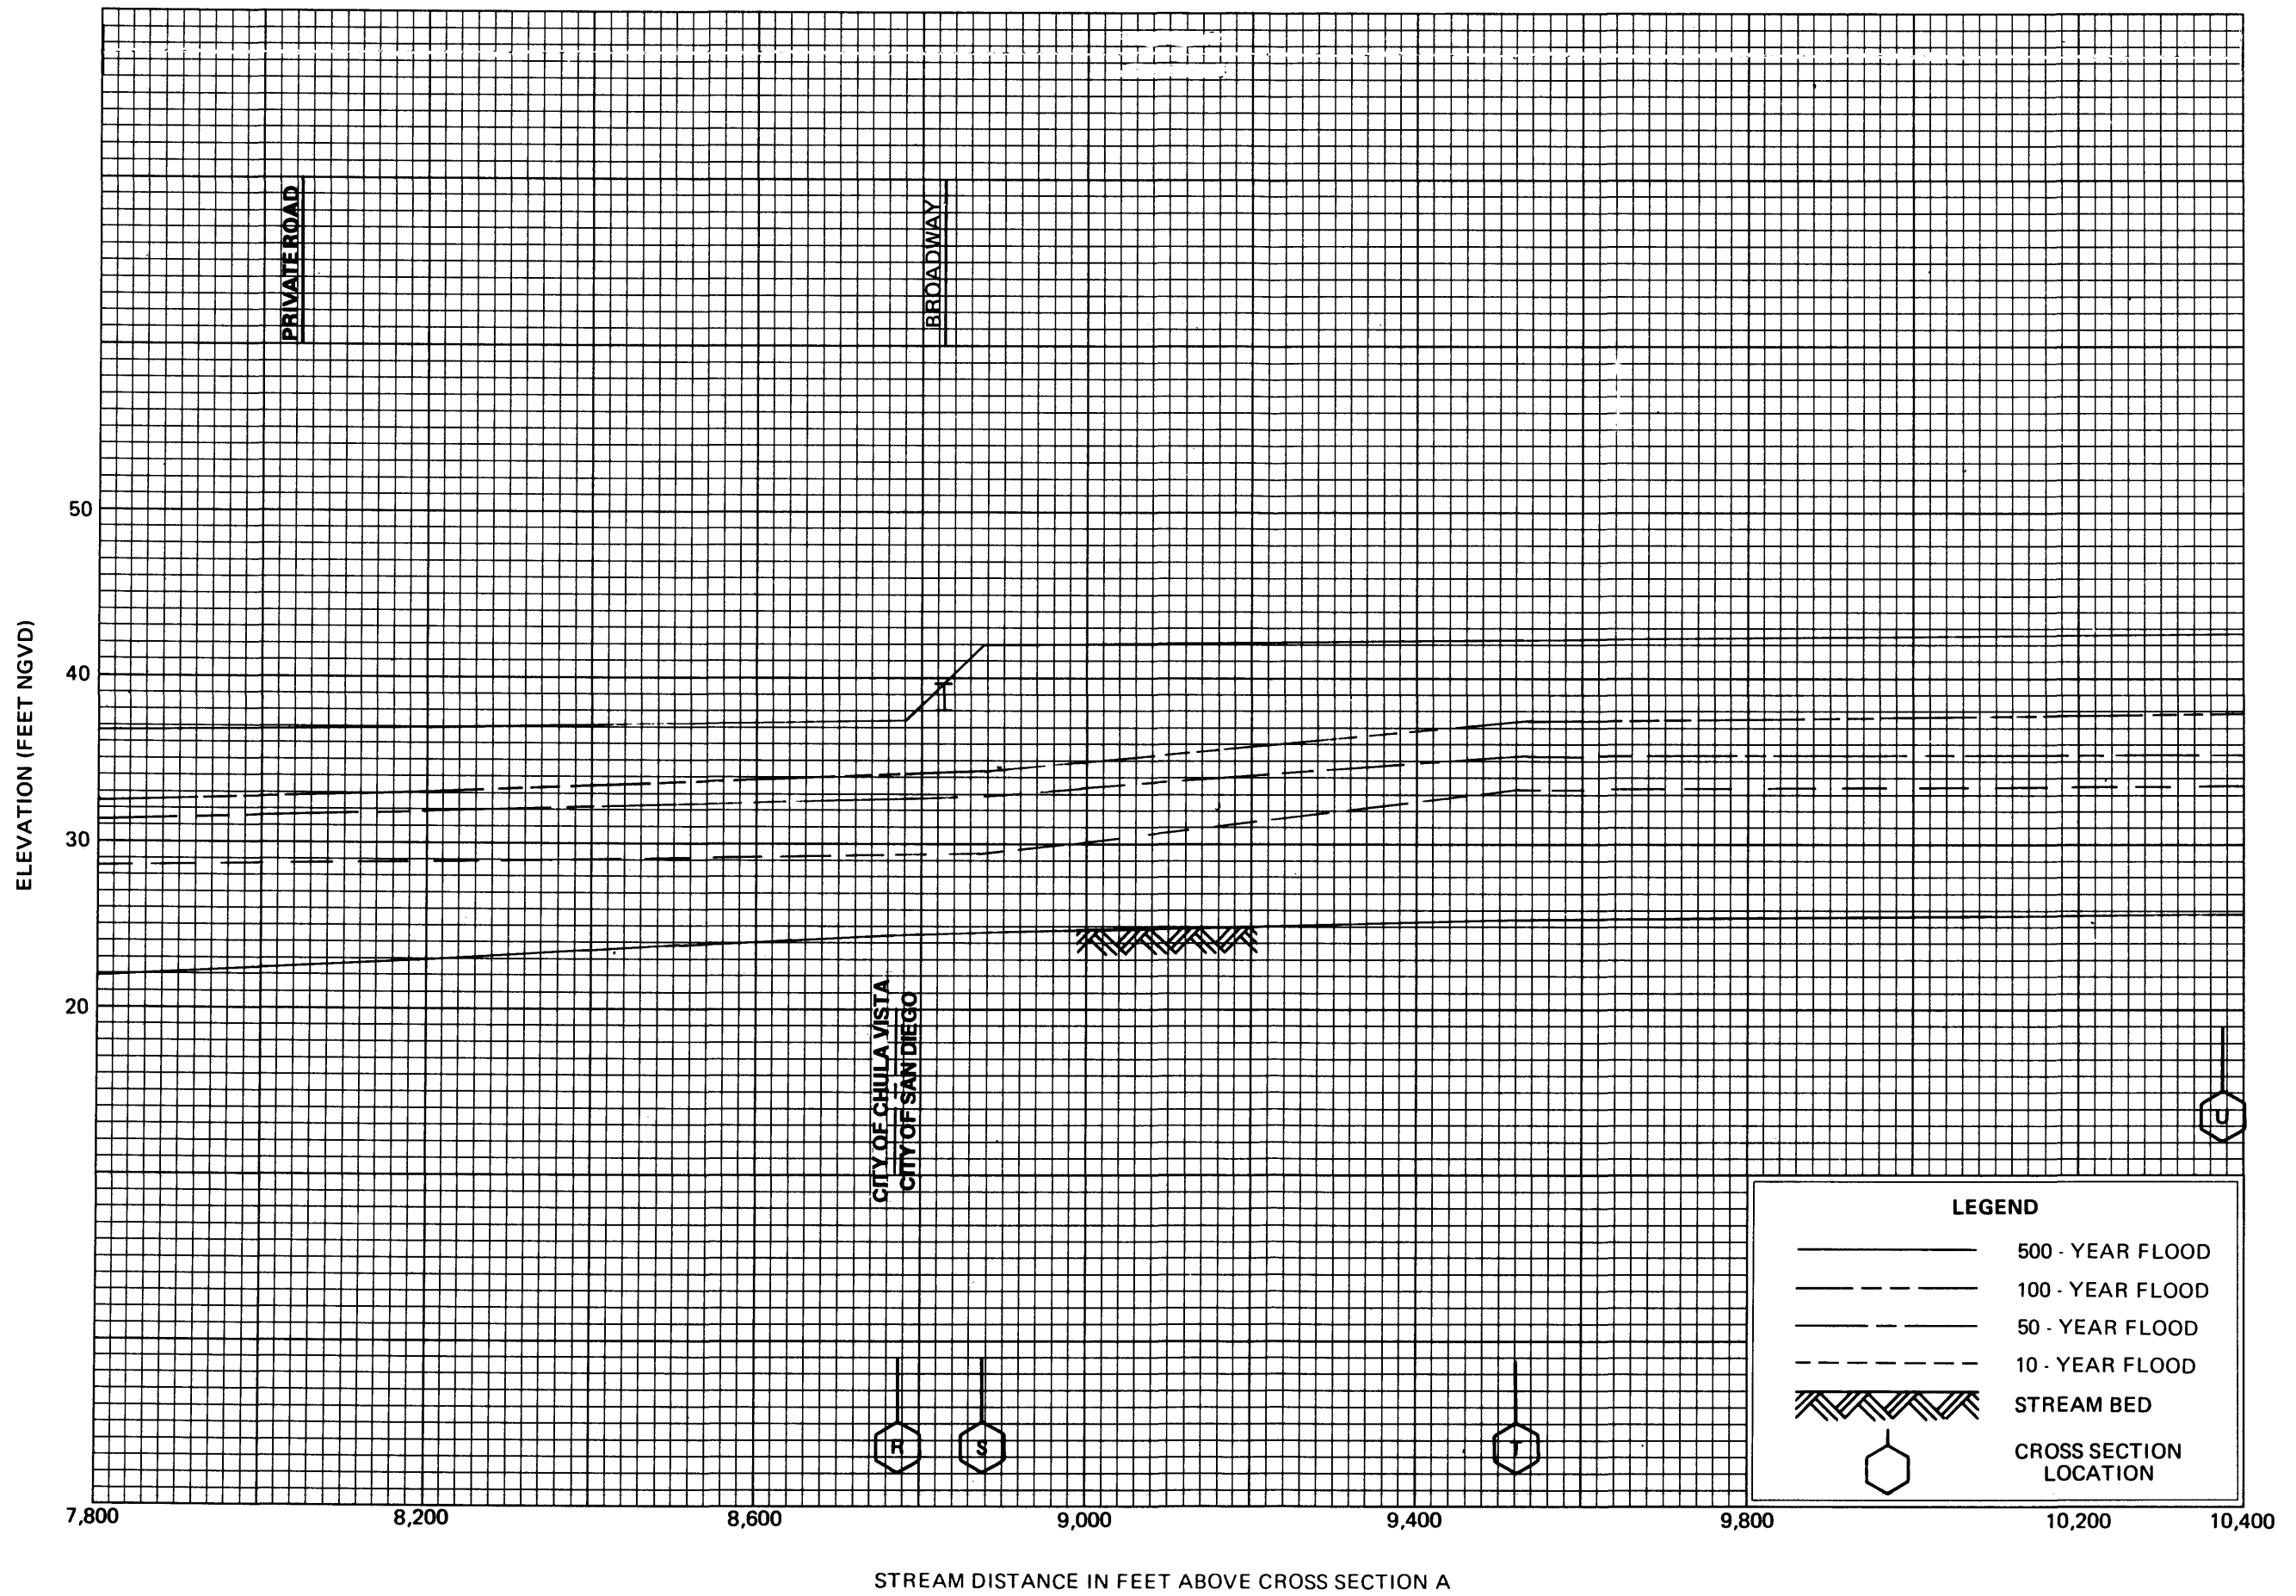 PRIVATE ROAD
BROADWAY
50
40
30
20
ELEVATION (FEET NGVD)
CITY OF CHULA VISTA
CITY OF SAN DIEGO
U
R
S
T
LEGEND
500 - YEAR FLOOD
100 - YEAR FLOOD
50 - YEAR FLOOD
10 - YEAR FLOOD
STREAM BED
CROSS SECTION
LOCATION
7,800 8,200 8,600 9,000 9,400 9,800 10,200 10,400
STREAM DISTANCE IN FEET ABOVE CROSS SECTION A